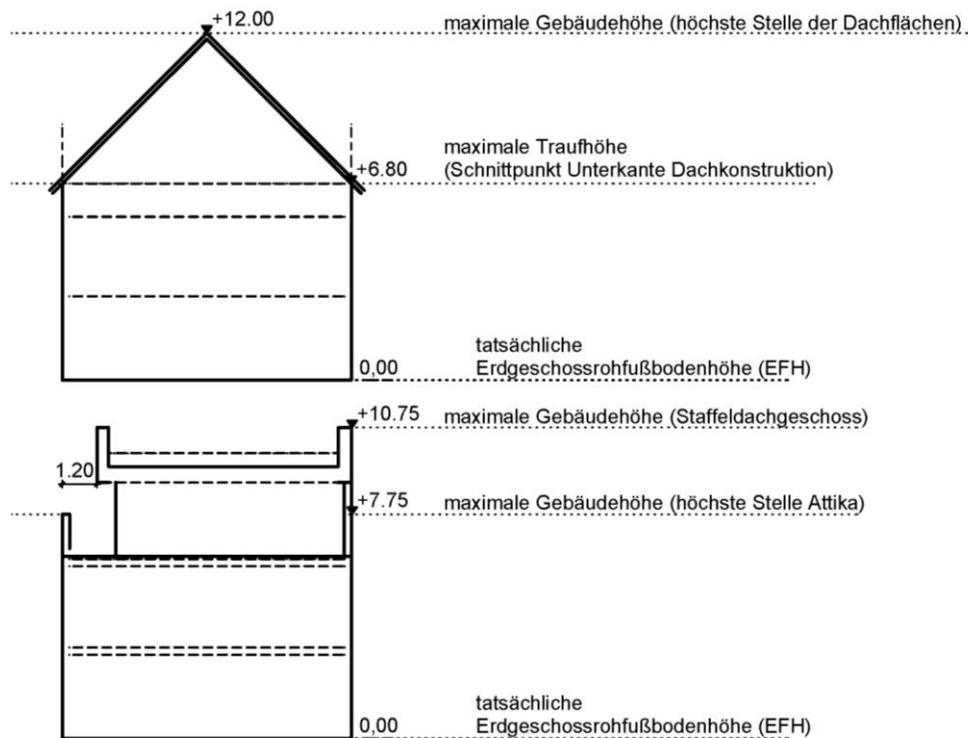 +12.00 maximale Gebäudehöhe (höchste Stelle der Dachflächen)
maximale Traufhöhe
+6.80 (Schnittpunkt Unterkante Dachkonstruktion)
tatsächliche
0,00 Erdgeschossrohfußbodenhöhe (EFH)
+10.75 maximale Gebäudehöhe (Staffeldachgeschoss)
1.20
+7.75 maximale Gebäudehöhe (höchste Stelle Attika)
tatsächliche
0,00 Erdgeschossrohfußbodenhöhe (EFH)